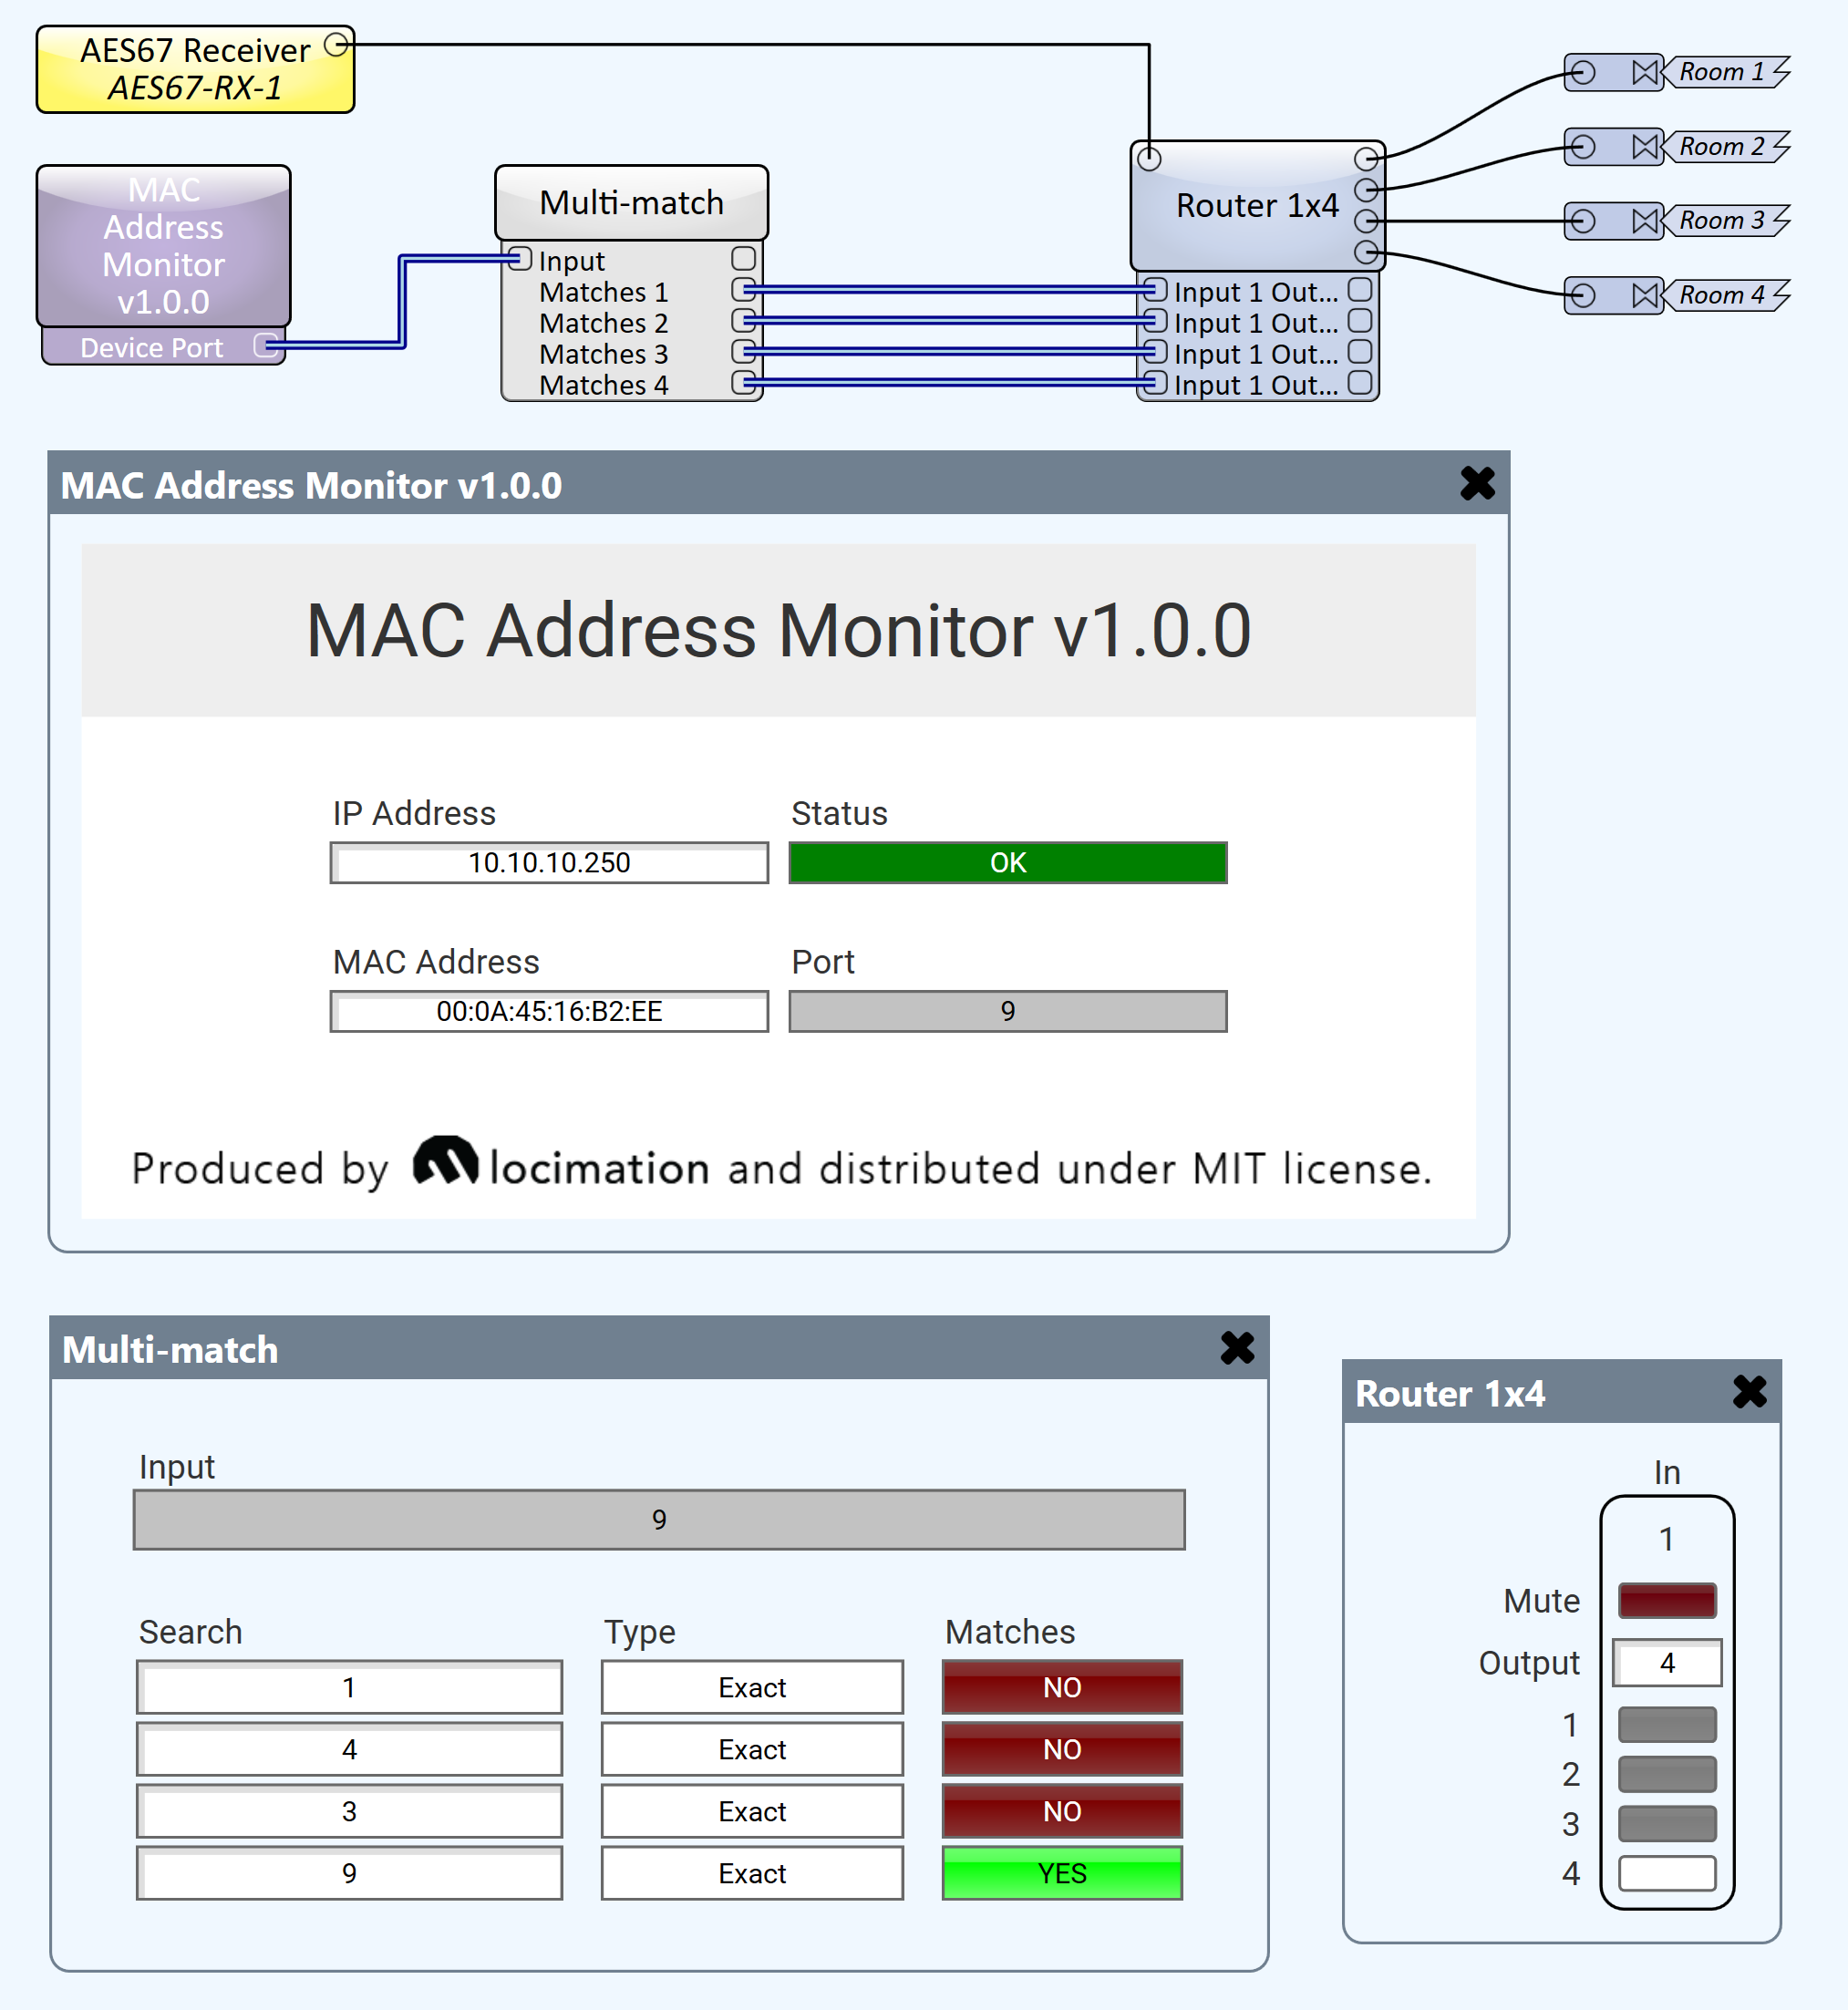 AES67 Receiver
AES67-RX-1
MAC
Address
Monitor
v1.0.0
Device Port
Multi-match
Input
Matches 1
Matches 2
Matches 3
Matches 4
Router 1x4
Input 1 Out...
Input 1 Out...
Input 1 Out...
Input 1 Out...
Room 1
Room 2
Room 3
Room 4
MAC Address Monitor v1.0.0
MAC Address Monitor v1.0.0
IP Address Status
10.10.10.250 OK
MAC Address Port
00:0A:45:16:B2:EE 9
Produced by locimation and distributed under MIT license.
Multi-match
Input
9
Search Type Matches
1 Exact NO
4 Exact NO
3 Exact NO
9 Exact YES
Router 1x4
In
1
Mute
Output 4
1
2
3
4